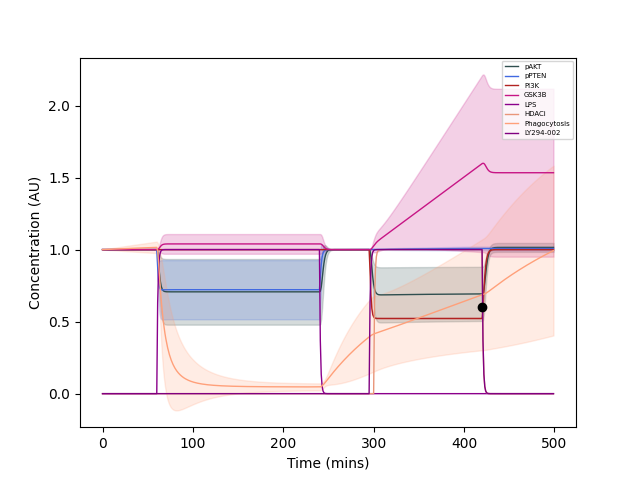 pAKT
pPTEN
PI3K
GSK3B
LPS
HDACi
Phagocytosis
LY294-002
Concentration (AU)
2.0
1.5
1.0
0.5
0.0
0 100 200 300 400 500
Time (mins)